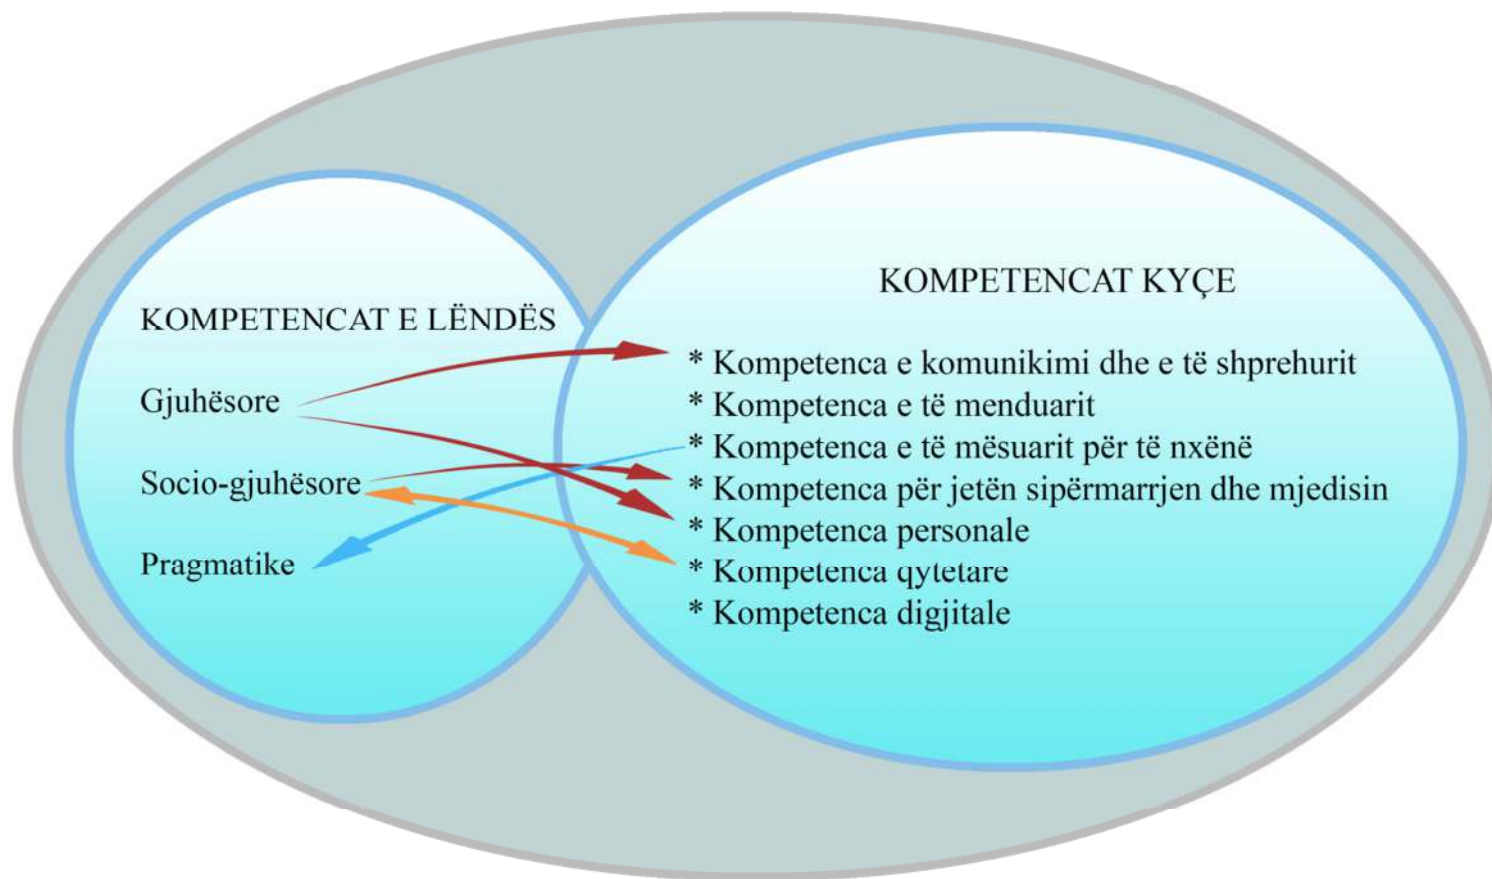 KOMPETENCAT E LËNDËS
Gjuhësore
Socio-gjuhësore
Pragmatike
KOMPETENCAT KYÇE
* Kompetenca e komunikimi dhe e të shprehurit
* Kompetenca e të menduarit
* Kompetenca e të mësuarit për të nxënë
* Kompetenca për jetën sipërmarrjen dhe mjedisin
* Kompetenca personale
* Kompetenca qytetare
* Kompetenca digjitale